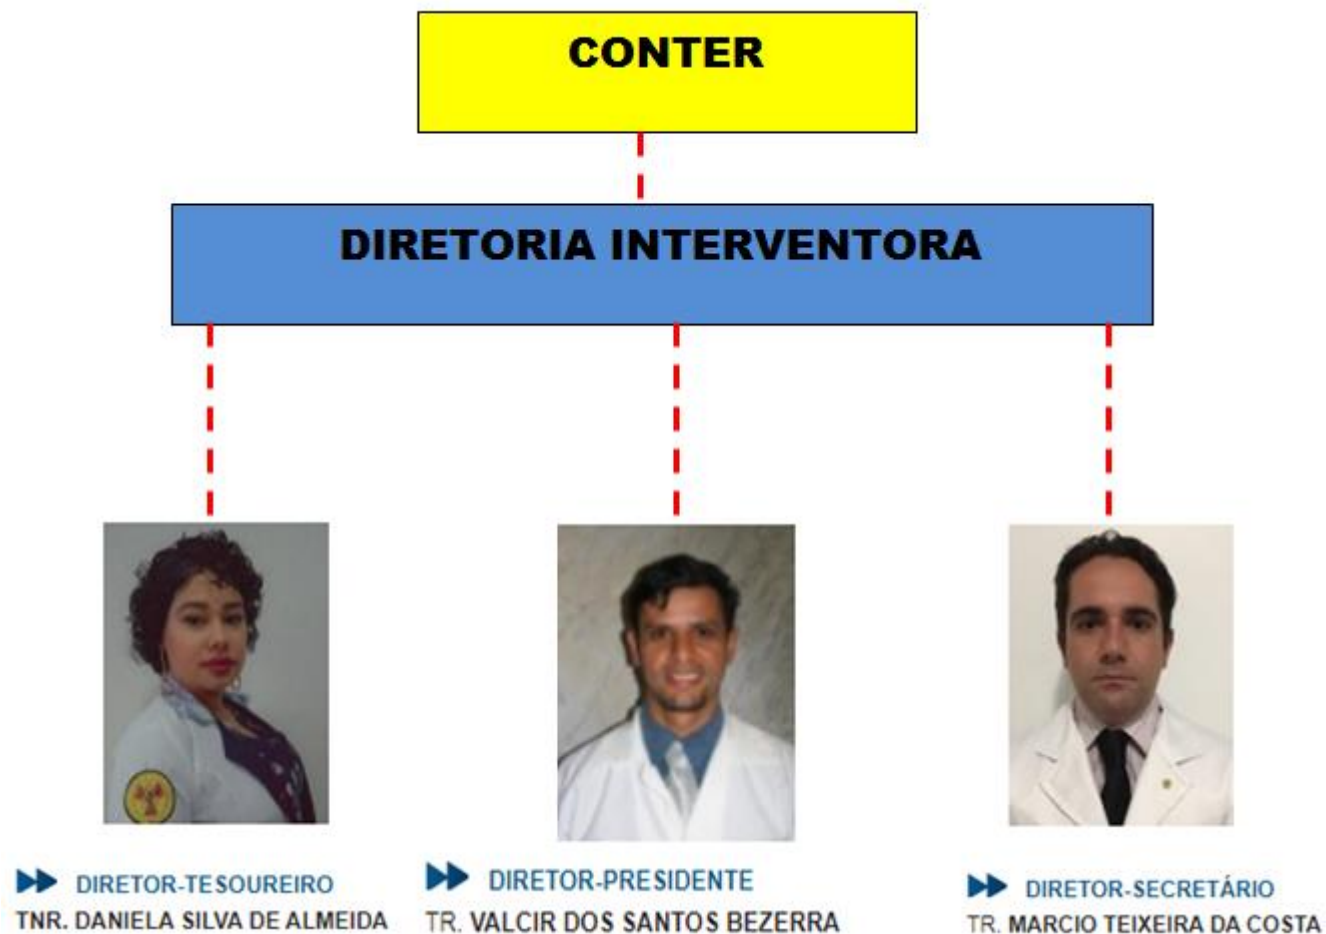 CONTER
DIRETORIA INTERVENTORA
DIRETOR-TESOUREIRO
TNR. DANIELA SILVA DE ALMEIDA
DIRETOR-PRESIDENTE
TR. VALCIR DOS SANTOS BEZERRA
DIRETOR-SECRETÁRIO
TR. MARCIO TEIXEIRA DA COSTA